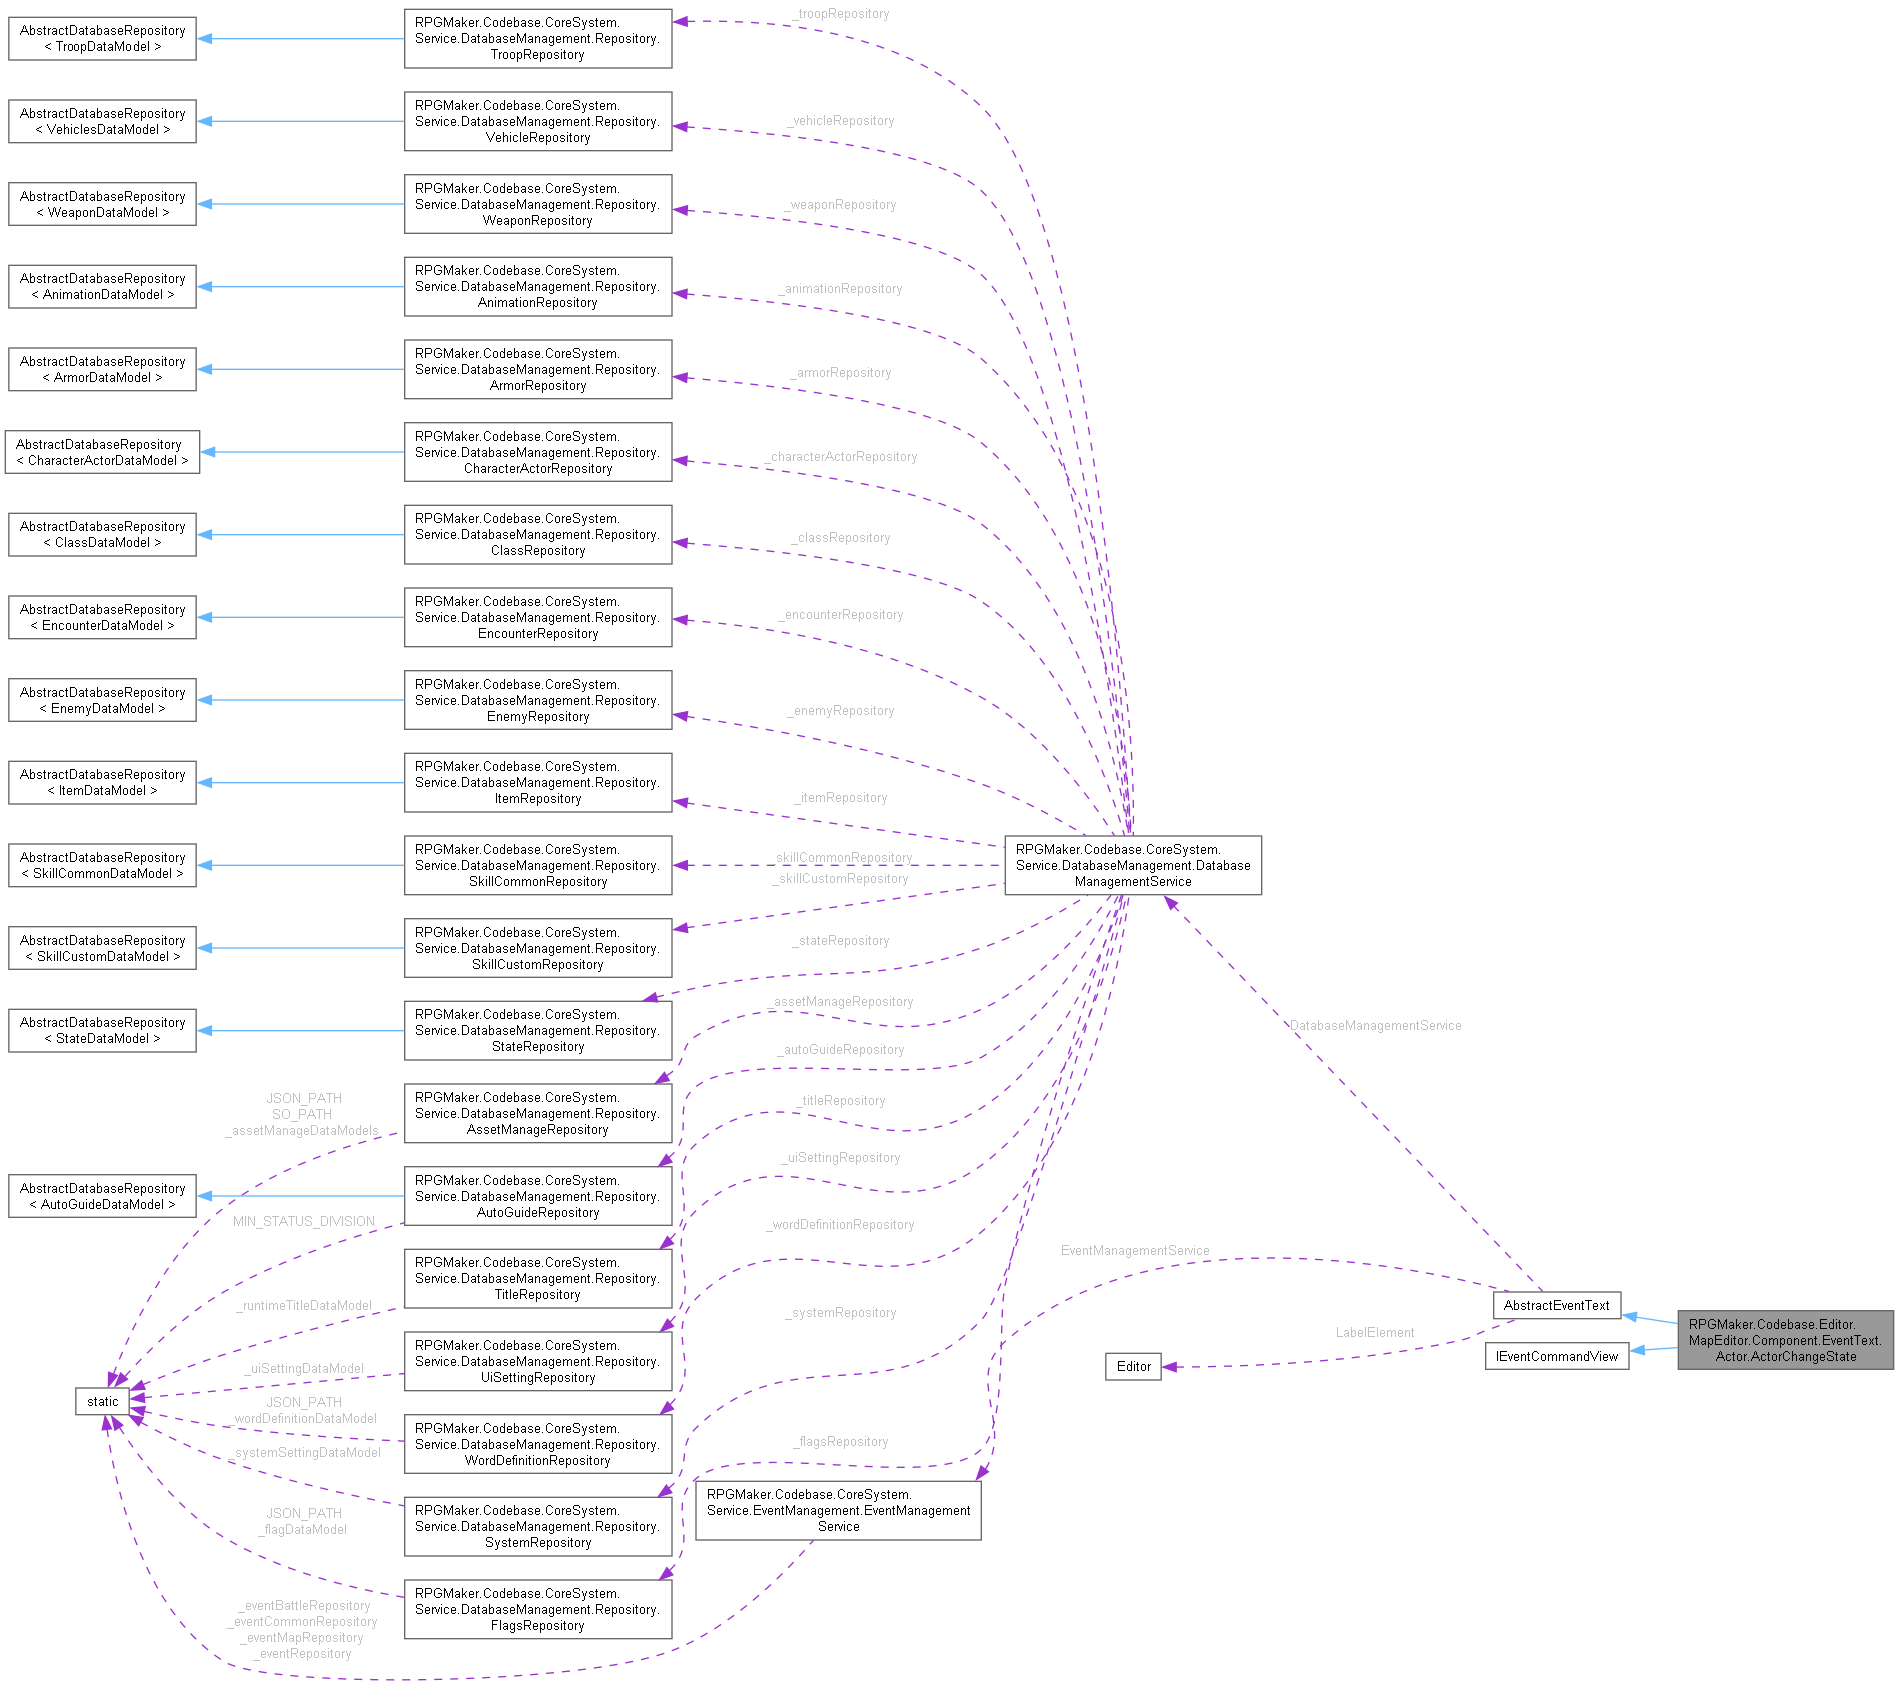 AbstractDatabaseRepository
< TroopDataModel >
RPGMaker.Codebase.CoreSystem.
Service.DatabaseManagement.Repository.
TroopRepository
_troopRepository
AbstractDatabaseRepository
< VehiclesDataModel >
RPGMaker.Codebase.CoreSystem.
Service.DatabaseManagement.Repository.
VehicleRepository
_vehicleRepository
AbstractDatabaseRepository
< WeaponDataModel >
RPGMaker.Codebase.CoreSystem.
Service.DatabaseManagement.Repository.
WeaponRepository
_weaponRepository
AbstractDatabaseRepository
< AnimationDataModel >
RPGMaker.Codebase.CoreSystem.
Service.DatabaseManagement.Repository.
AnimationRepository
_animationRepository
AbstractDatabaseRepository
< ArmorDataModel >
RPGMaker.Codebase.CoreSystem.
Service.DatabaseManagement.Repository.
ArmorRepository
_armorRepository
AbstractDatabaseRepository
< CharacterActorDataModel >
RPGMaker.Codebase.CoreSystem.
Service.DatabaseManagement.Repository.
CharacterActorRepository
_characterActorRepository
AbstractDatabaseRepository
< ClassDataModel >
RPGMaker.Codebase.CoreSystem.
Service.DatabaseManagement.Repository.
ClassRepository
_classRepository
AbstractDatabaseRepository
< EncounterDataModel >
RPGMaker.Codebase.CoreSystem.
Service.DatabaseManagement.Repository.
EncounterRepository
_encounterRepository
AbstractDatabaseRepository
< EnemyDataModel >
RPGMaker.Codebase.CoreSystem.
Service.DatabaseManagement.Repository.
EnemyRepository
_enemyRepository
AbstractDatabaseRepository
< ItemDataModel >
RPGMaker.Codebase.CoreSystem.
Service.DatabaseManagement.Repository.
ItemRepository
_itemRepository
AbstractDatabaseRepository
< SkillCommonDataModel >
RPGMaker.Codebase.CoreSystem.
Service.DatabaseManagement.Repository.
SkillCommonRepository
skillCommonRepository
RPGMaker.Codebase.CoreSystem.
Service.DatabaseManagement.Database
ManagementService
AbstractDatabaseRepository
< SkillCustomDataModel >
RPGMaker.Codebase.CoreSystem.
Service.DatabaseManagement.Repository.
SkillCustomRepository
_skillCustomRepository
AbstractDatabaseRepository
< StateDataModel >
RPGMaker.Codebase.CoreSystem.
Service.DatabaseManagement.Repository.
StateRepository
_stateRepository
JSON_PATH
SO_PATH
_assetManageDataModels
RPGMaker.Codebase.CoreSystem.
Service.DatabaseManagement.Repository.
AssetManageRepository
_assetManageRepository
DatabaseManagementService
AbstractDatabaseRepository
< AutoGuideDataModel >
MIN_STATUS_DIVISION
RPGMaker.Codebase.CoreSystem.
Service.DatabaseManagement.Repository.
AutoGuideRepository
_autoGuideRepository
_runtimeTitleDataModel
RPGMaker.Codebase.CoreSystem.
Service.DatabaseManagement.Repository.
TitleRepository
_titleRepository
_uiSettingDataModel
RPGMaker.Codebase.CoreSystem.
Service.DatabaseManagement.Repository.
UiSettingRepository
_uiSettingRepository
static
JSON_PATH
_wordDefinitionDataModel
RPGMaker.Codebase.CoreSystem.
Service.DatabaseManagement.Repository.
WordDefinitionRepository
_wordDefinitionRepository
EventManagementService
AbstractEventText
IEventCommandView
RPGMaker.Codebase.Editor.
MapEditor.Component.EventText.
Actor.ActorChangeState
LabelElement
Editor
_systemSettingDataModel
RPGMaker.Codebase.CoreSystem.
Service.DatabaseManagement.Repository.
SystemRepository
_systemRepository
RPGMaker.Codebase.CoreSystem.
Service.EventManagement.EventManagement
Service
JSON_PATH
_flagDataModel
RPGMaker.Codebase.CoreSystem.
Service.DatabaseManagement.Repository.
FlagsRepository
_flagsRepository
_eventBattleRepository
_eventCommonRepository
_eventMapRepository
_eventRepository